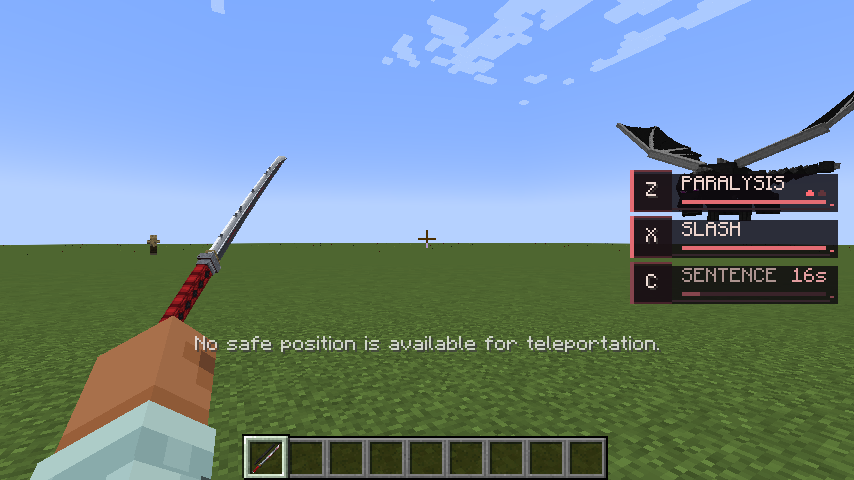 Z PARALYSIS
X SLASH
C SENTENCE 16s
No safe position is available for teleportation.